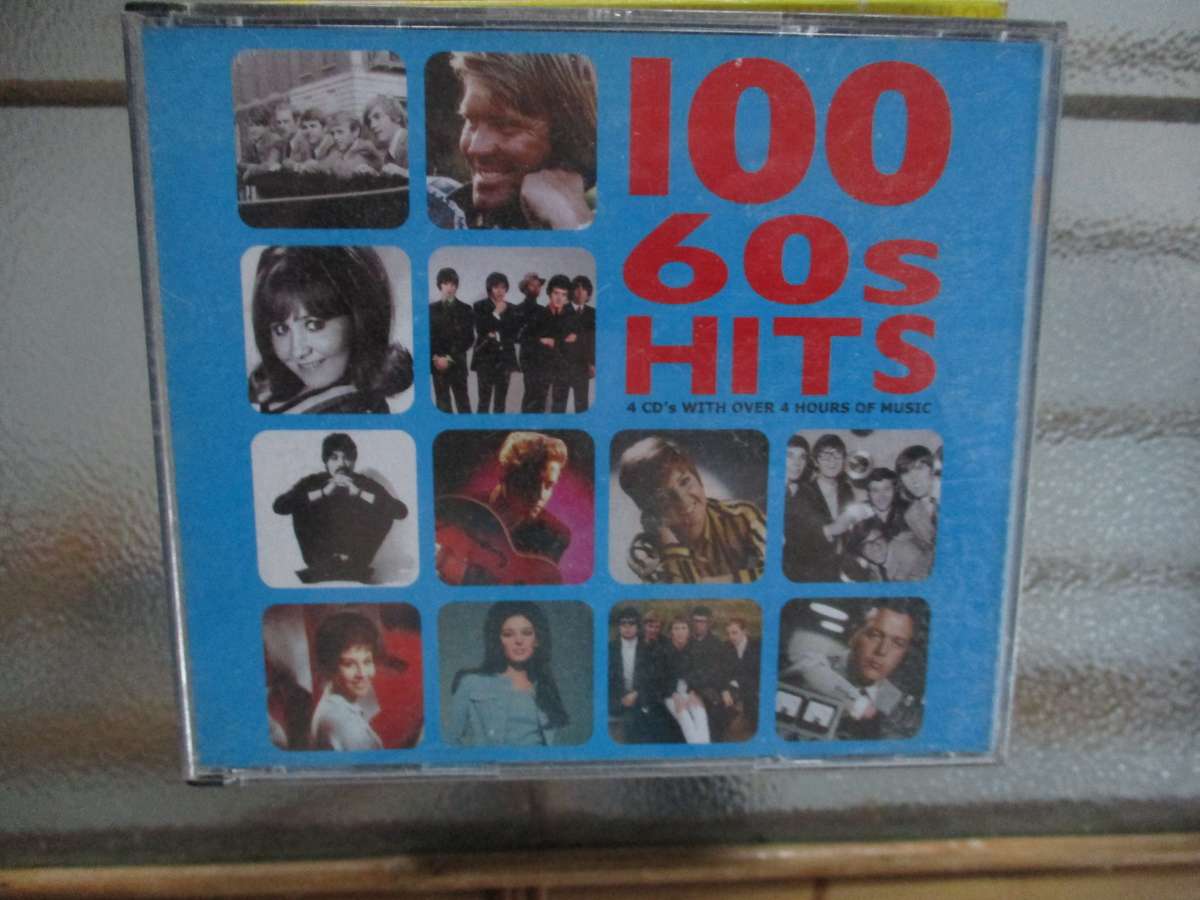 100
60s
HITS
4 CD's WITH OVER 4 HOURS OF MUSIC